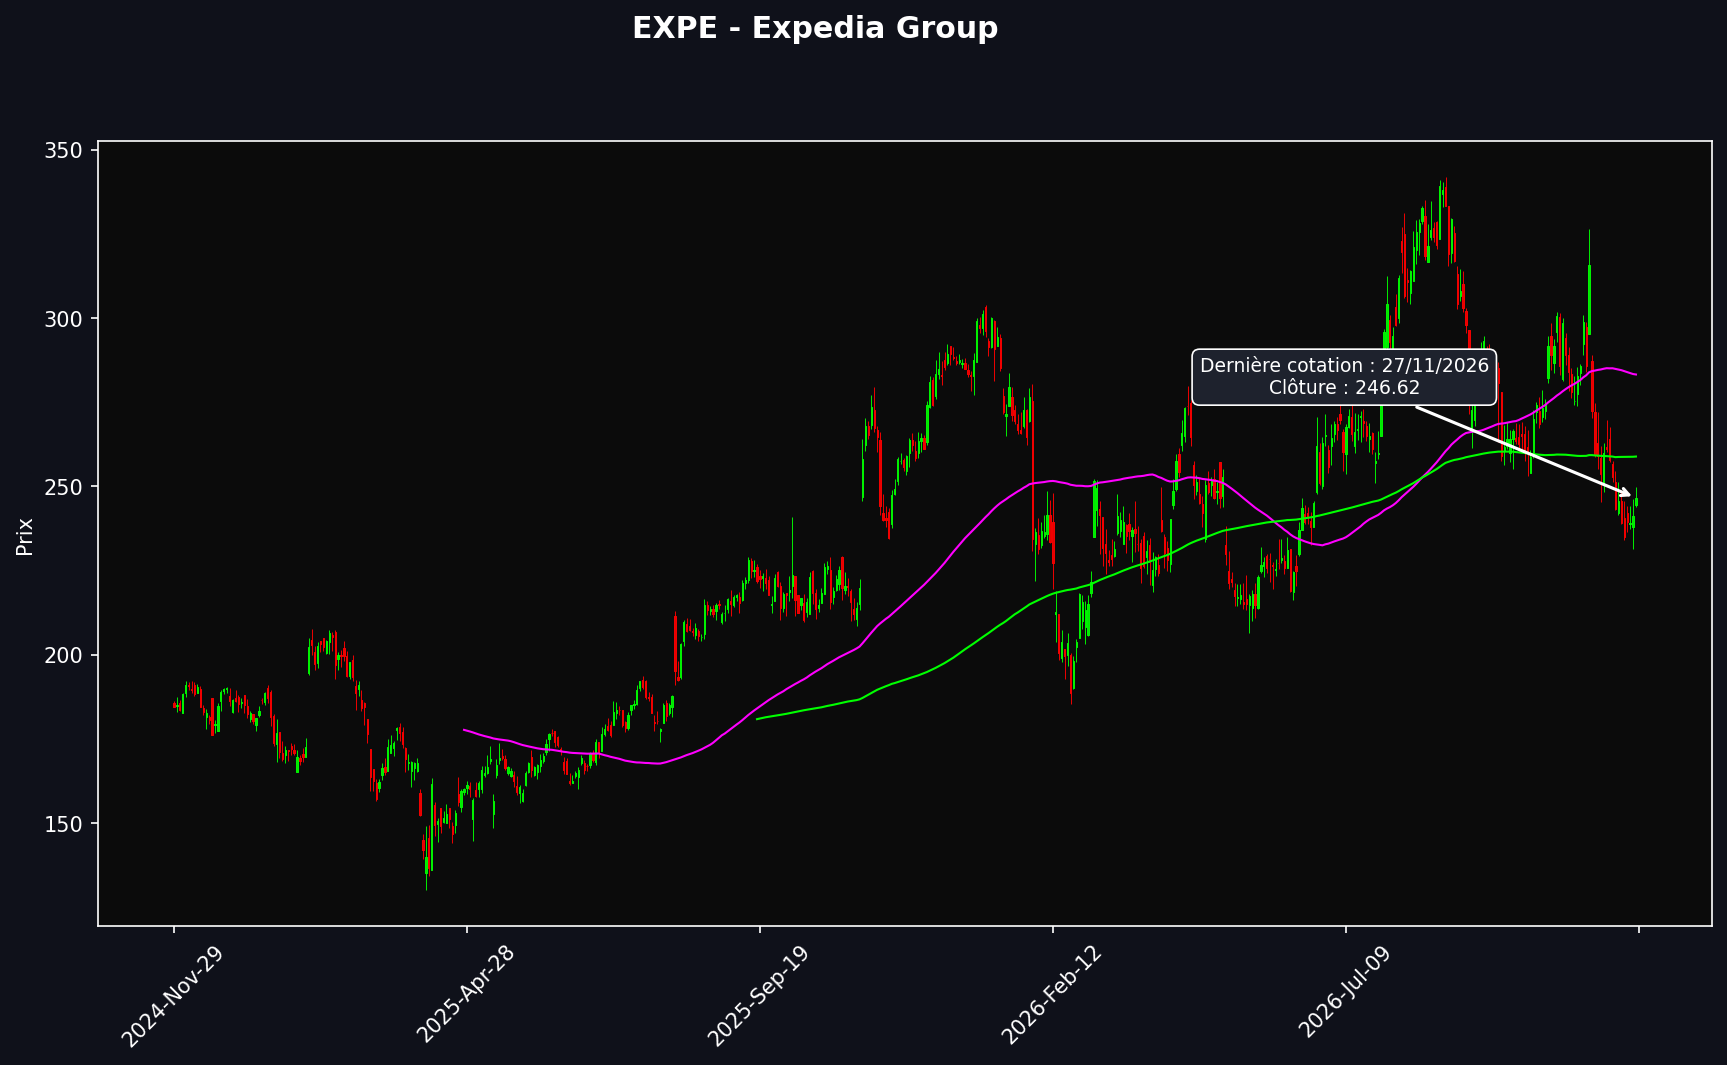 EXPE - Expedia Group
350
300
250
200
150
Prix
Dernière cotation : 27/11/2026
Clôture : 246.62
2024-Nov-29
2025-Apr-28
2025-Sep-19
2026-Feb-12
2026-Jul-09